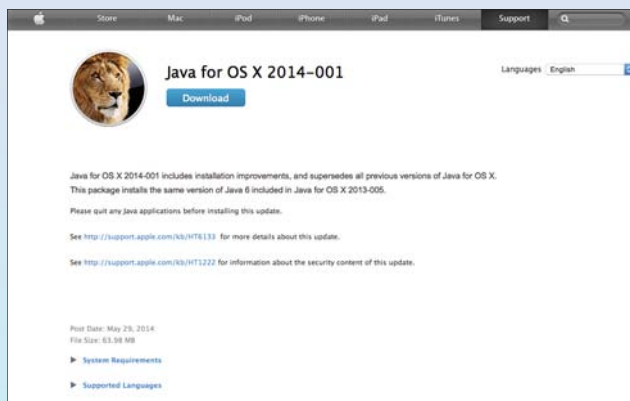 Store Mac iPod iPhone iPad iTunes Support
Java for OS X 2014-001
Languages English
Download
Java for OS X 2014-001 includes installation improvements, and supersedes all previous versions of Java for OS X.
This package installs the same version of Java 6 included in Java for OS X 2013-005.
Please quit any Java applications before installing this update.
See http://support.apple.com/kb/HT6133 for more details about this update.
See http://support.apple.com/kb/HT1222 for information about the security content of this update.
Post Date: May 29, 2014
File Size: 63.98 MB
System Requirements
Supported Languages